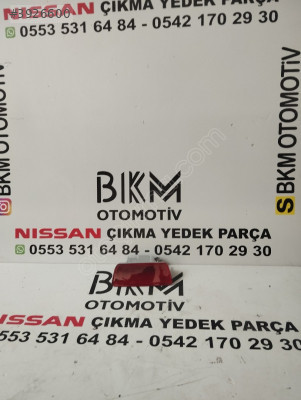 NISSAN ÇIKMA YEDEK PARÇA
0553 531 64 84 - 0542 170 29 30
BKM
OTOMOTİV
BKM OTOMOTİV
S BKM OTOMOTİV
NISSAN ÇIKMA YEDEK PARÇA
0553 531 64 84 - 0542 170 29 30
BKM
OTOMOTİV
NISSAN ÇIKMA YEDEK PARÇA
0553 531 64 84 - 0542 170 29 30